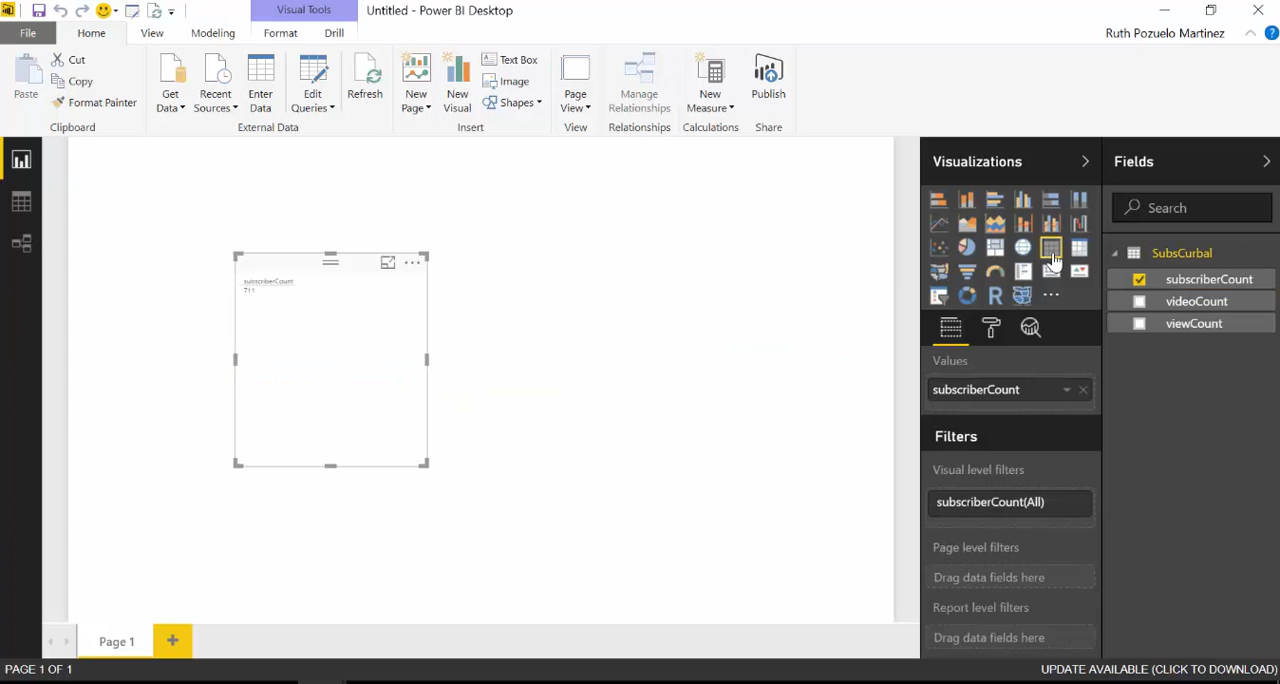 Visual Tools
Untitled - Power BI Desktop
File
Home
View
Modeling
Format
Drill
Ruth Pozuelo Martinez
?
Paste
Cut
Copy
Format Painter
Clipboard
Get Data
Recent Sources
Enter Data
Edit Queries
Refresh
External Data
New Page
New Visual
Text Box
Image
Shapes
Insert
Page View
View
Manage Relationships
Relationships
New Measure
Calculations
Publish
Share
subscriberCount
711
Visualizations
R
Values
subscriberCount
Filters
Visual level filters
subscriberCount(All)
Page level filters
Drag data fields here
Report level filters
Drag data fields here
Fields
Search
SubsCurbal
subscriberCount
videoCount
viewCount
Page 1
PAGE 1 OF 1
UPDATE AVAILABLE (CLICK TO DOWNLOAD)